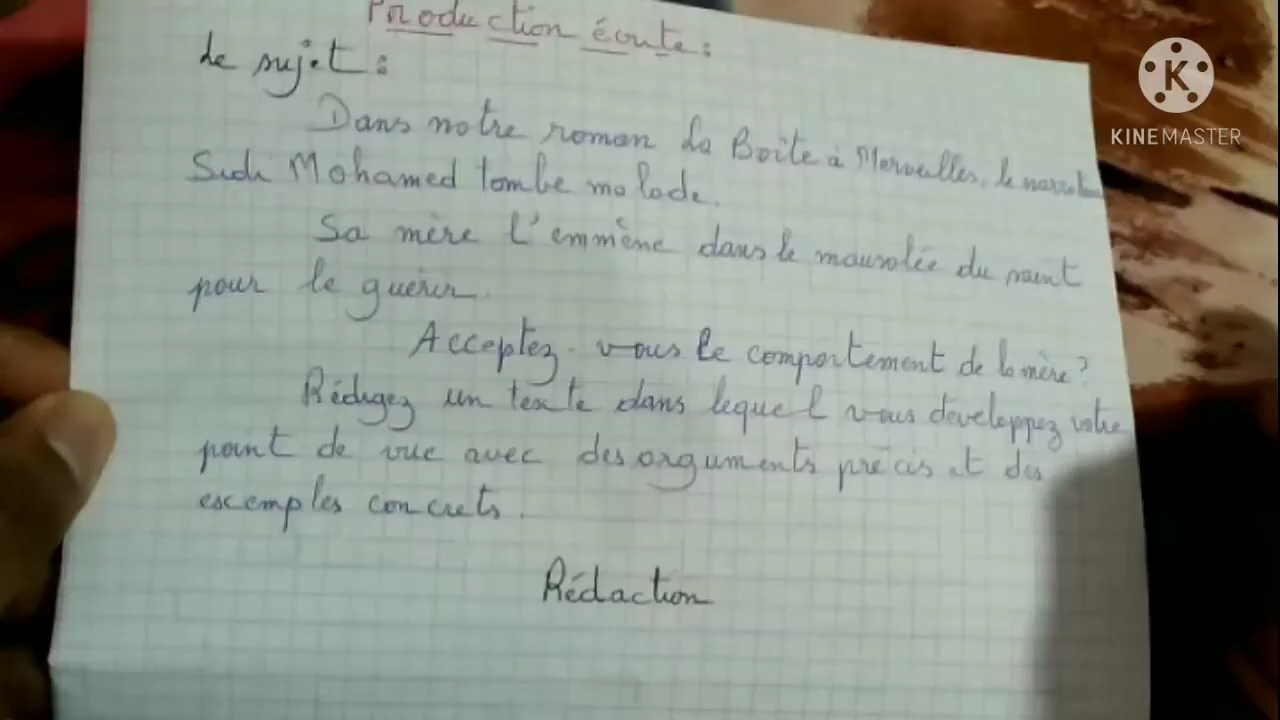 Production écrite :
Le sujet :
Dans notre roman La Boîte à Merveilles, le narrateur
Sidi Mohamed tombe malade.
Sa mère l'emmène dans le mausolée du saint
pour le guérir.
Acceptez-vous le comportement de la mère ?
Rédigez un texte dans lequel vous developpez votre
point de vue avec des arguments précis et des
exemples concrets.
Rédaction
K
KINEMASTER